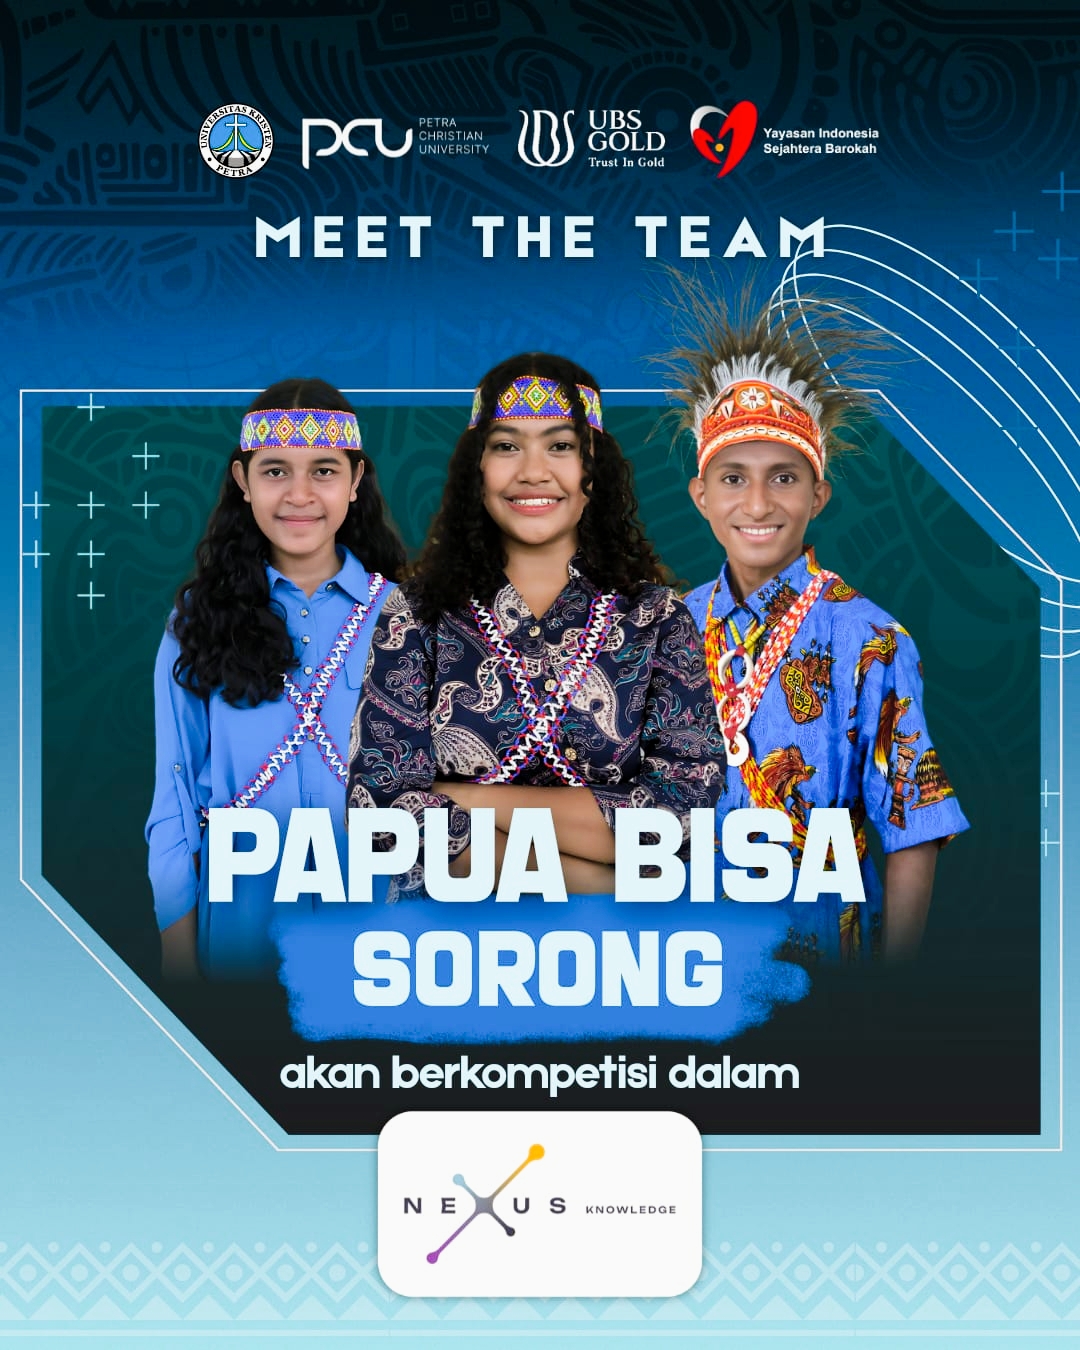 UNIVERSITAS KRISTEN
PETRA
PCU
PETRA
CHRISTIAN
UNIVERSITY
UBS
UBS
GOLD
Trust In Gold
Yayasan Indonesia
Sejahtera Barokah
MEET THE TEAM
PAPUA BISA
SORONG
akan berkompetisi dalam
NEXUS KNOWLEDGE